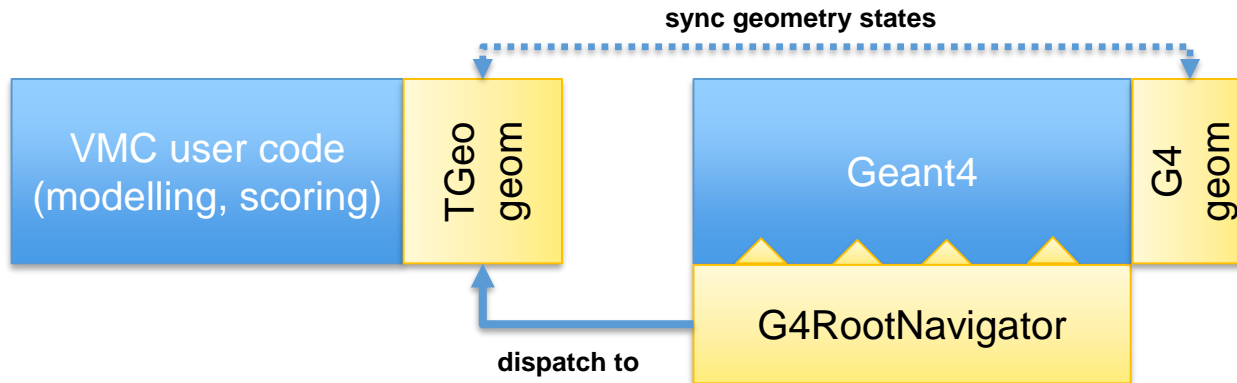 sync geometry states
VMC user code
(modelling, scoring)
TGeo
geom
Geant4
G4
geom
G4RootNavigator
dispatch to